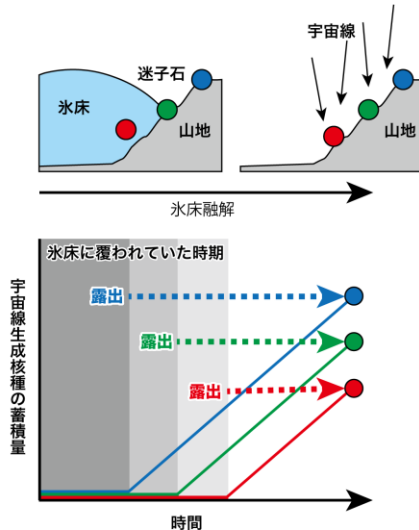 迷子石
氷床
山地
宇宙線
山地
氷床融解
氷床に覆われていた時期
露出
露出
露出
宇宙線生成核種の蓄積量
時間